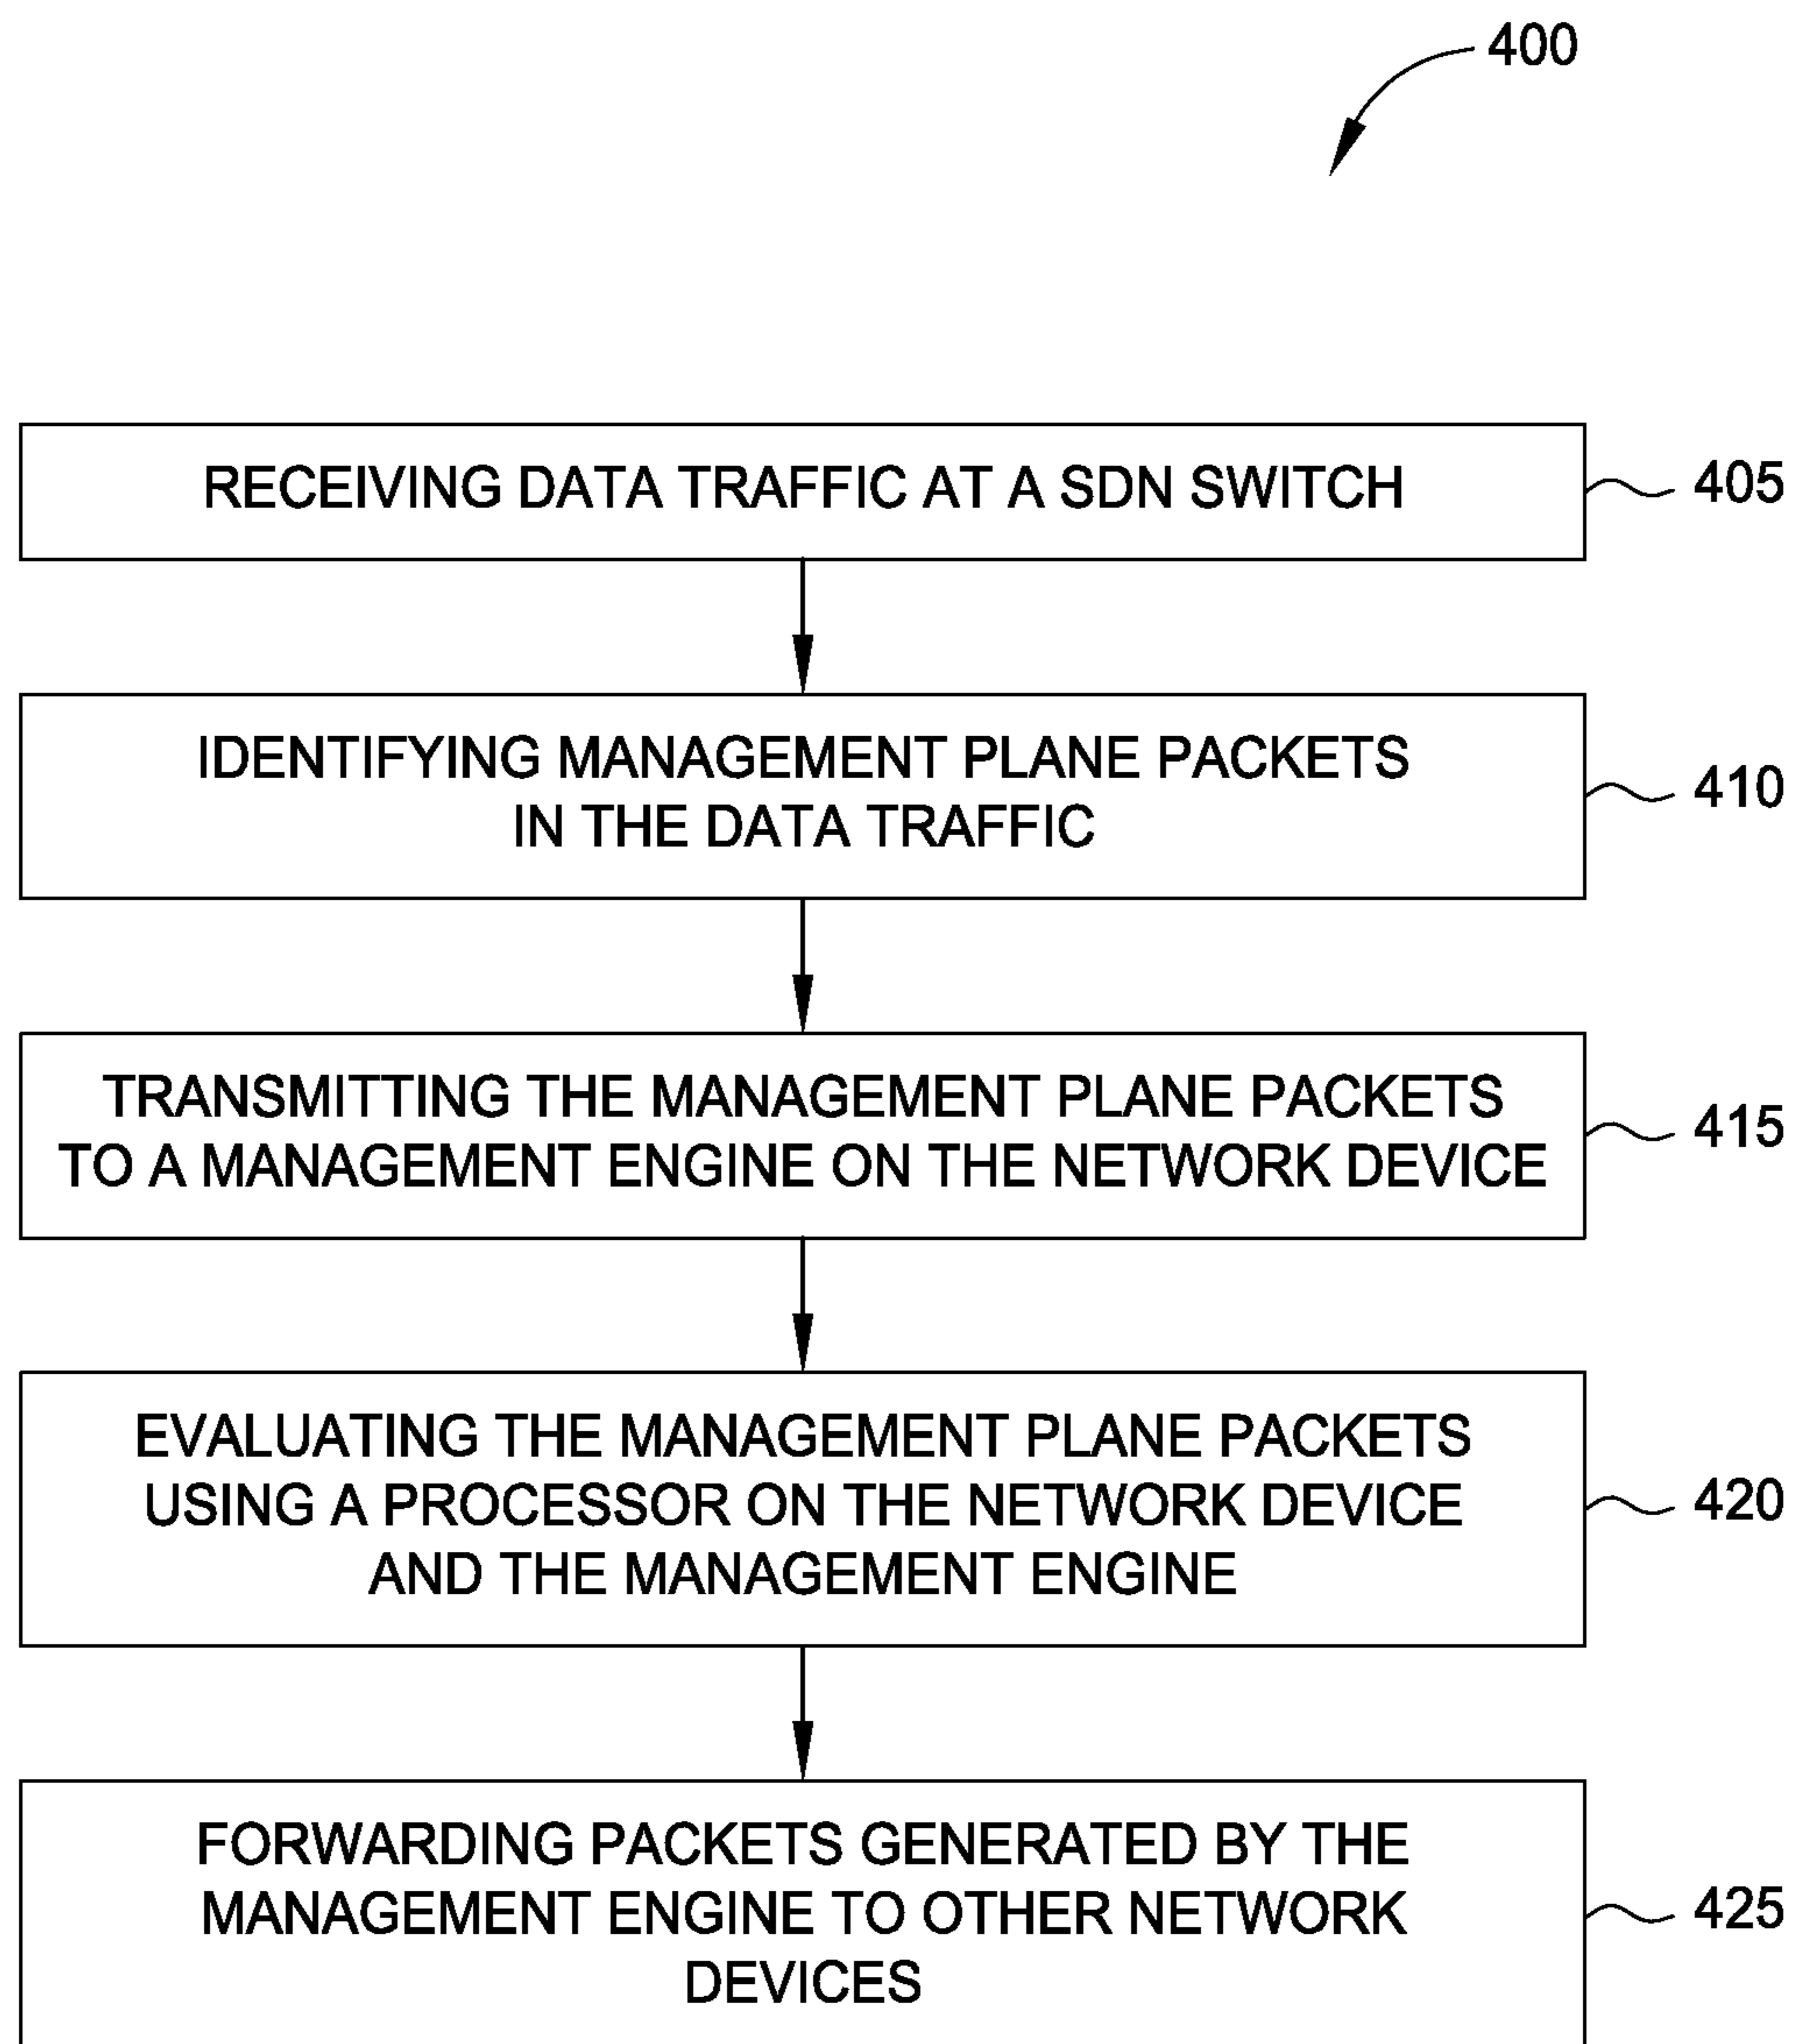 400
RECEIVING DATA TRAFFIC AT A SDN SWITCH
405
IDENTIFYING MANAGEMENT PLANE PACKETS
IN THE DATA TRAFFIC
410
TRANSMITTING THE MANAGEMENT PLANE PACKETS
TO A MANAGEMENT ENGINE ON THE NETWORK DEVICE
415
EVALUATING THE MANAGEMENT PLANE PACKETS
USING A PROCESSOR ON THE NETWORK DEVICE
AND THE MANAGEMENT ENGINE
420
FORWARDING PACKETS GENERATED BY THE
MANAGEMENT ENGINE TO OTHER NETWORK
DEVICES
425